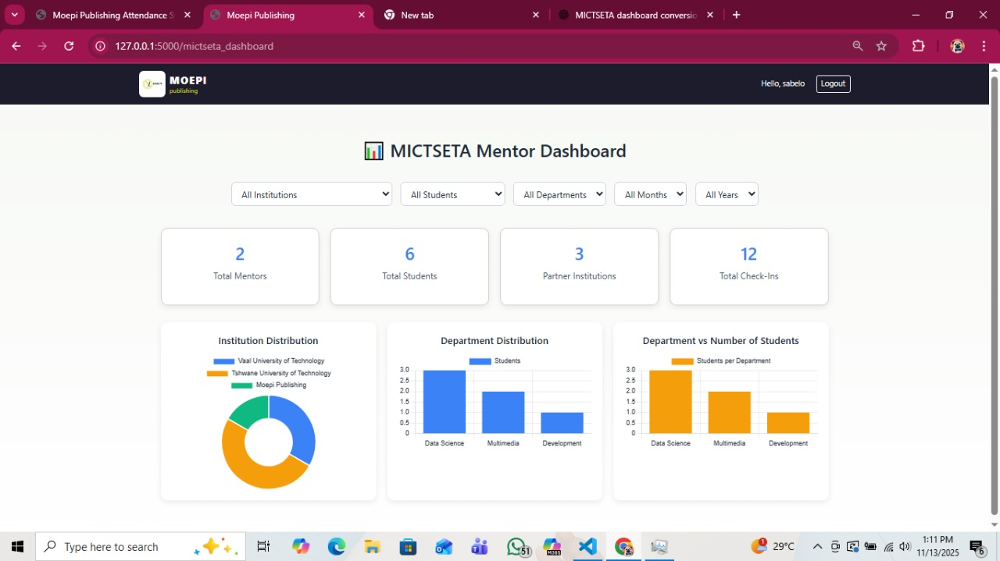 Moepi Publishing Attendance S
Moepi Publishing
New tab
MICTSETA dashboard conversio
127.0.0.1:5000/mictseta_dashboard
MOEPI
publishing
Hello, sabelo
Logout
MICTSETA Mentor Dashboard
All Institutions
All Students
All Departments
All Months
All Years
2
Total Mentors
6
Total Students
3
Partner Institutions
12
Total Check-Ins
Institution Distribution
Vaal University of Technology
Tshwane University of Technology
Moepi Publishing
Department Distribution
Students
3.0
2.5
2.0
1.5
1.0
0.5
0
Data Science
Multimedia
Development
Department vs Number of Students
Students per Department
3.0
2.5
2.0
1.5
1.0
0.5
0
Data Science
Multimedia
Development
Type here to search
51
M365
1
29°C
1:11 PM
11/13/2025
6